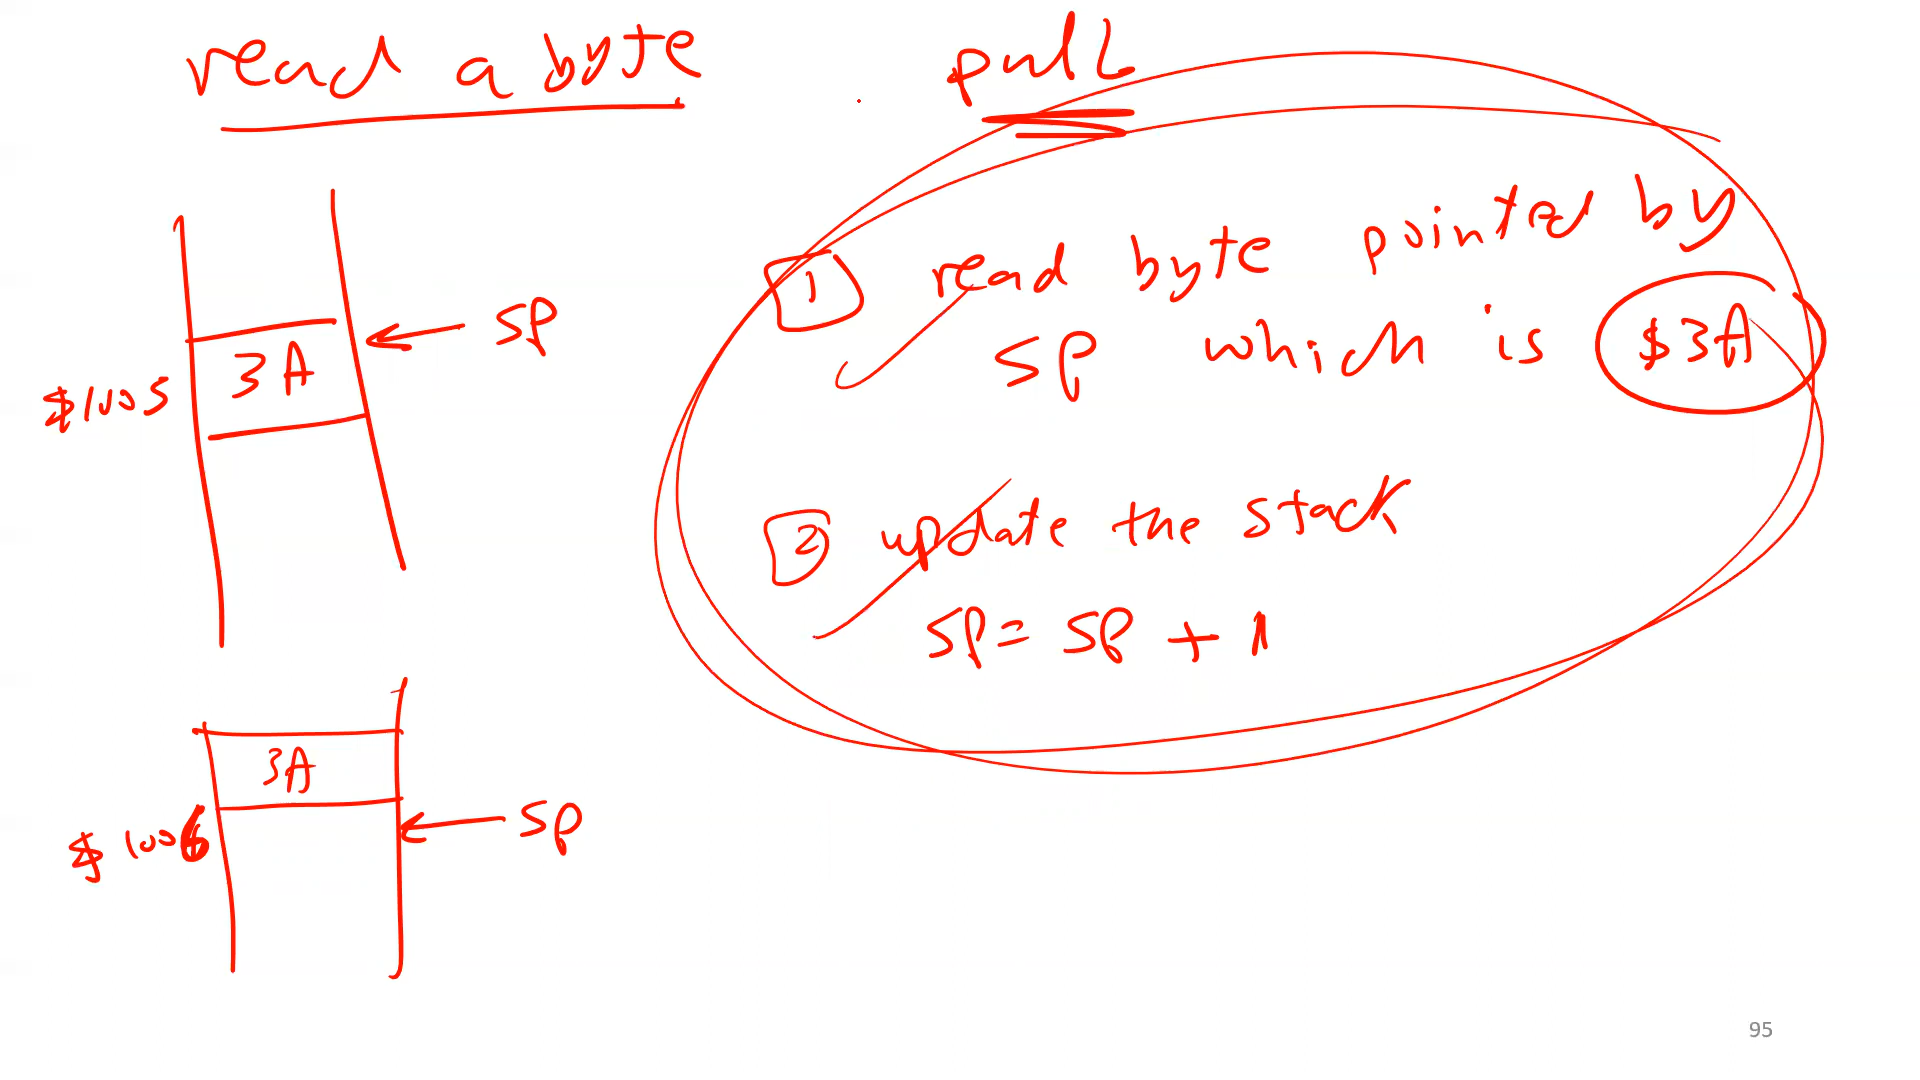 read a byte pull
1 read byte pointed by
SP which is $3A
SP
3A
$1005
2 update the stack
SP = SP + 1
3A
SP
$1006
95